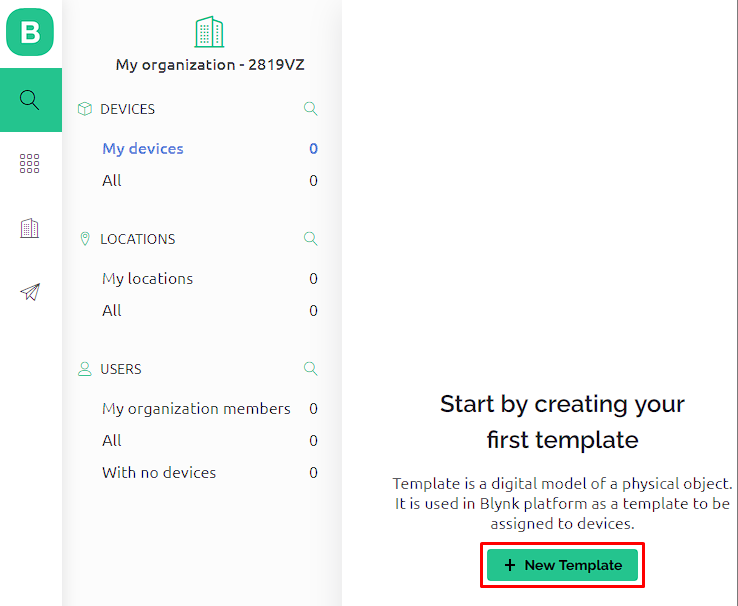 B
My organization - 2819VZ
DEVICES
My devices 0
All 0
LOCATIONS
My locations 0
All 0
USERS
My organization members 0
All 0
With no devices 0
Start by creating your
first template
Template is a digital model of a physical object.
It is used in Blynk platform as a template to be
assigned to devices.
+ New Template